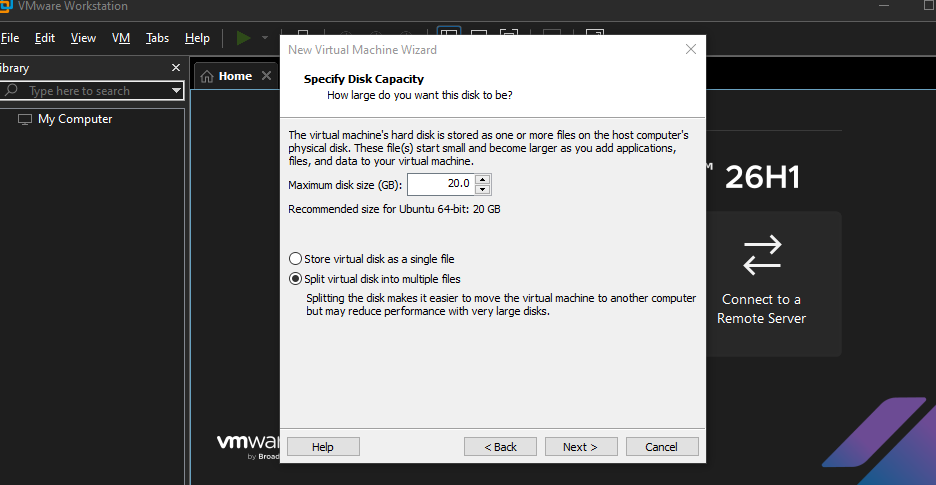 VMware Workstation
File Edit View VM Tabs Help
New Virtual Machine Wizard
ibrary
Home
Type here to search
My Computer
Specify Disk Capacity
How large do you want this disk to be?
The virtual machine's hard disk is stored as one or more files on the host computer's
physical disk. These file(s) start small and become larger as you add applications,
files, and data to your virtual machine.
Maximum disk size (GB): 20.0
Recommended size for Ubuntu 64-bit: 20 GB
Store virtual disk as a single file
Split virtual disk into multiple files
Splitting the disk makes it easier to move the virtual machine to another computer
but may reduce performance with very large disks.
Help < Back Next > Cancel
™ 26H1
Connect to a
Remote Server
vmwa
by Broad